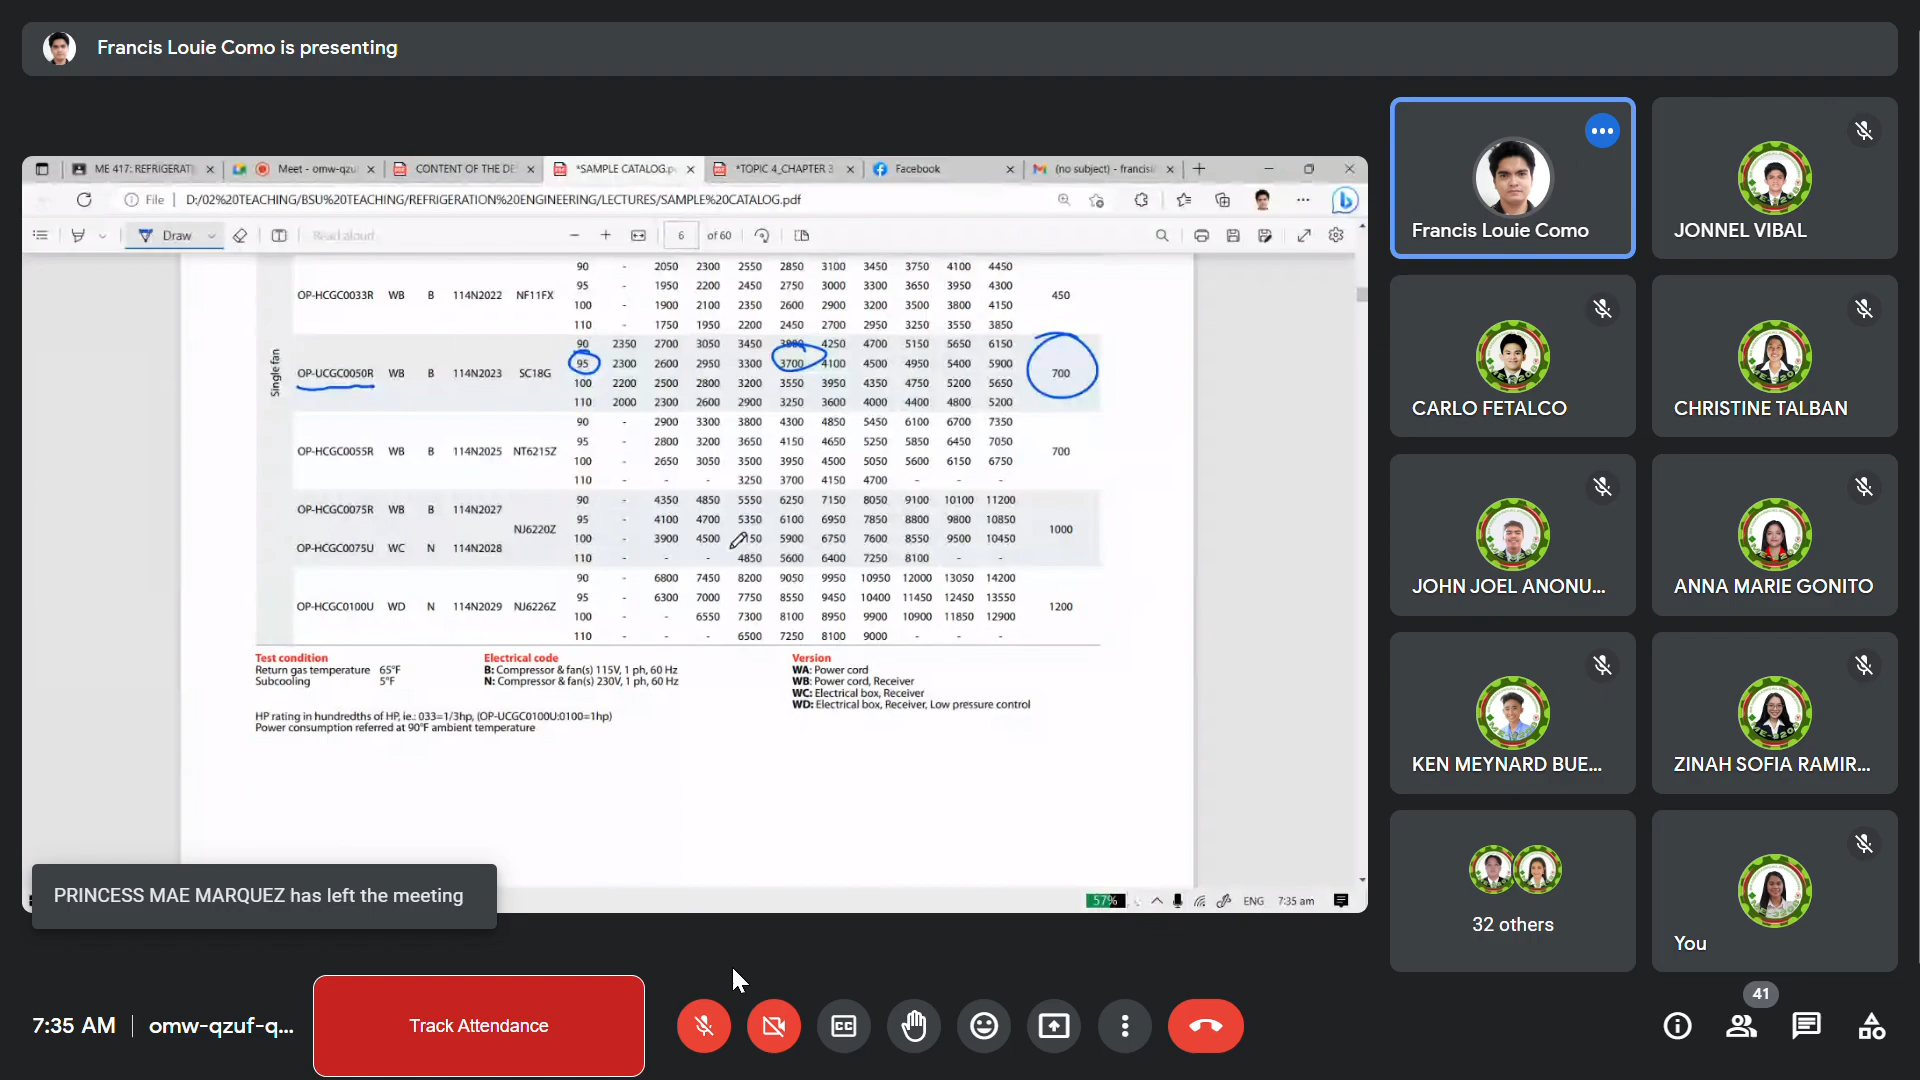 Francis Louie Como is presenting
ME 417: REFRIGERATI
Meet - omw-qzu
CONTENT OF THE DE
*SAMPLE CATALOG.p
*TOPIC 4_CHAPTER 3
Facebook
(no subject) - francisl
File
D:/02%20TEACHING/BSU%20TEACHING/REFRIGERATION%20ENGINEERING/LECTURES/SAMPLE%20CATALOG.pdf
Draw
Read aloud
6 of 60
90 - 2050 2300 2550 2850 3100 3450 3750 4100 4450
95 - 1950 2200 2450 2750 3000 3300 3650 3950 4300
OP-HCGC0033R WB B 114N2022 NF11FX 450
100 - 1900 2100 2350 2600 2900 3200 3500 3800 4150
110 - 1750 1950 2200 2450 2700 2950 3250 3550 3850
Single fan
90 2350 2700 3050 3450 3800 4250 4700 5150 5650 6150
95 2300 2600 2950 3300 3700 4100 4500 4950 5400 5900
OP-UCGC0050R WB B 114N2023 SC18G 700
100 2200 2500 2800 3200 3550 3950 4350 4750 5200 5650
110 2000 2300 2600 2900 3250 3600 4000 4400 4800 5200
90 - 2900 3300 3800 4300 4850 5450 6100 6700 7350
95 - 2800 3200 3650 4150 4650 5250 5850 6450 7050
OP-HCGC0055R WB B 114N2025 NT6215Z 700
100 - 2650 3050 3500 3950 4500 5050 5600 6150 6750
110 - - - 3250 3700 4150 4700 - - -
90 - 4350 4850 5550 6250 7150 8050 9100 10100 11200
OP-HCGC0075R WB B 114N2027
95 - 4100 4700 5350 6100 6950 7850 8800 9800 10850
NJ6220Z 1000
100 - 3900 4500 150 5900 6750 7600 8550 9500 10450
OP-HCGC0075U WC N 114N2028
110 - - - 4850 5600 6400 7250 8100 - -
90 - 6800 7450 8200 9050 9950 10950 12000 13050 14200
95 - 6300 7000 7750 8550 9450 10400 11450 12450 13550
OP-HCGC0100U WD N 114N2029 NJ6226Z 1200
100 - - 6550 7300 8100 8950 9900 10900 11850 12900
110 - - - 6500 7250 8100 9000 - - -
Test condition
Return gas temperature 65°F
Subcooling 5°F
Electrical code
B: Compressor & fan(s) 115V, 1 ph, 60 Hz
N: Compressor & fan(s) 230V, 1 ph, 60 Hz
Version
WA: Power cord
WB: Power cord, Receiver
WC: Electrical box, Receiver
WD: Electrical box, Receiver, Low pressure control
HP rating in hundredths of HP, ie.: 033=1/3hp, (OP-UCGC0100U:0100=1hp)
Power consumption referred at 90°F ambient temperature
57%
ENG
7:35 am
PRINCESS MAE MARQUEZ has left the meeting
Francis Louie Como
JONNEL VIBAL
CARLO FETALCO
CHRISTINE TALBAN
JOHN JOEL ANONU...
ANNA MARIE GONITO
KEN MEYNARD BUE...
ZINAH SOFIA RAMIR...
32 others
You
7:35 AM
omw-qzuf-q...
Track Attendance
41